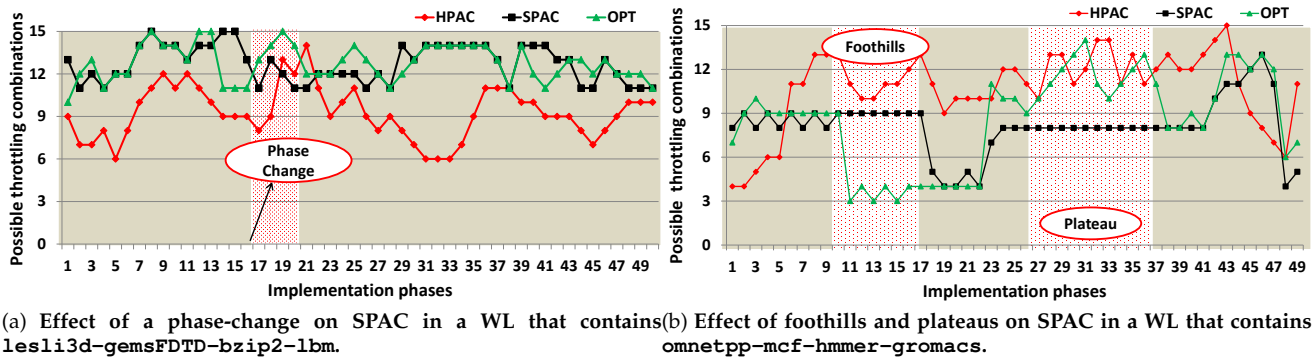 HPAC SPAC OPT
Possible throttling combinations
15
12
9
6
3
0
Phase
Change
1 3 5 7 9 11 13 15 17 19 21 23 25 27 29 31 33 35 37 39 41 43 45 47 49
Implementation phases
(a) Effect of a phase-change on SPAC in a WL that contains
lesli3d-gemsFDTD-bzip2-lbm.
HPAC SPAC OPT
Possible throttling combinations
15
12
9
6
3
0
Foothills
Plateau
1 3 5 7 9 11 13 15 17 19 21 23 25 27 29 31 33 35 37 39 41 43 45 47 49
Implementation phases
(b) Effect of foothills and plateaus on SPAC in a WL that contains
omnetpp-mcf-hmmer-gromacs.